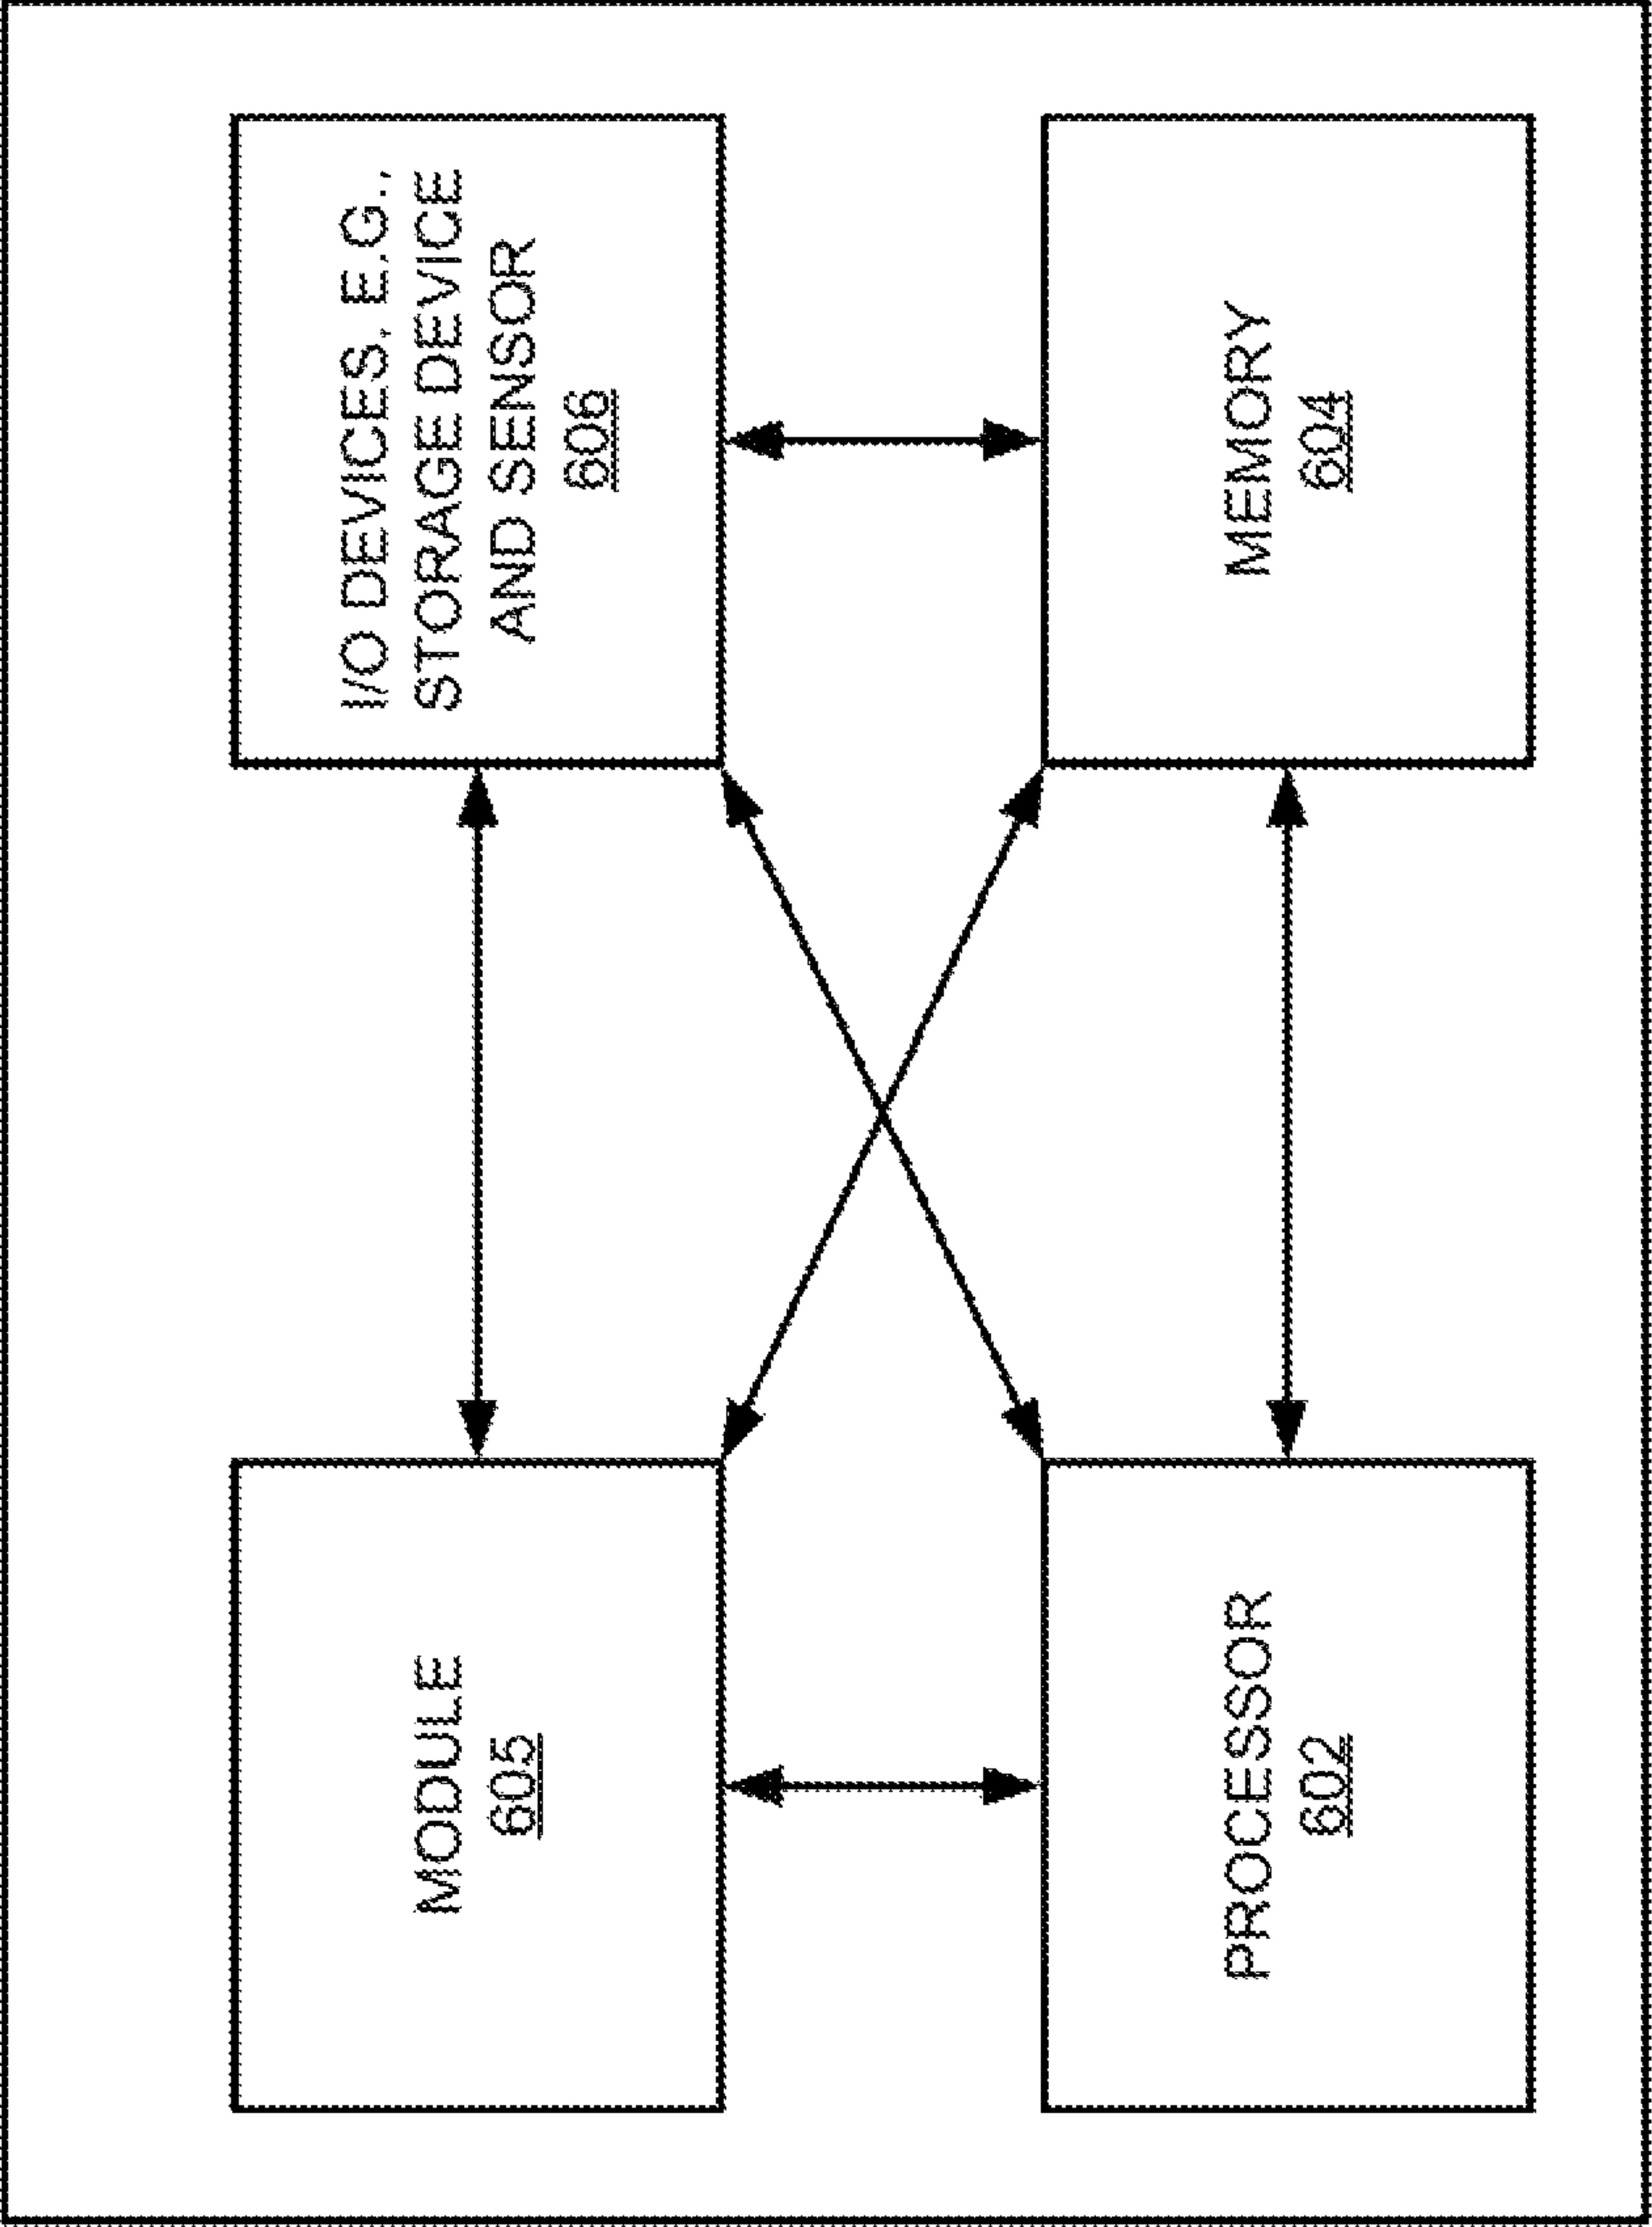 MODULE
605
I/O DEVICES, E.G.,
STORAGE DEVICE
AND SENSOR
606
PROCESSOR
602
MEMORY
604